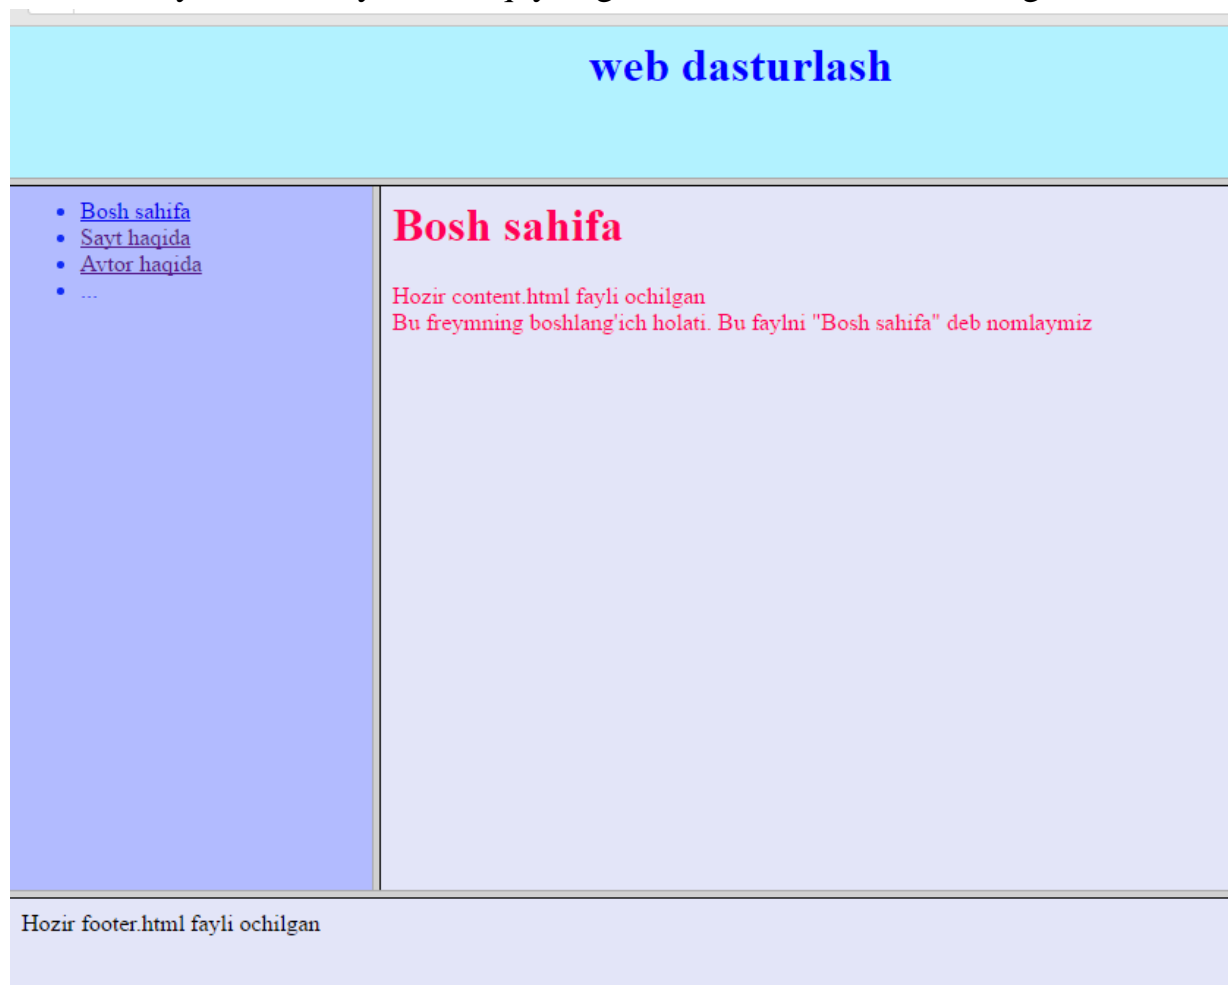 web dasturlash
Bosh sahifa
Sayt haqida
Avtor haqida
...
Bosh sahifa
Hozir content.html fayli ochilgan
Bu freymning boshlang'ich holati. Bu faylni "Bosh sahifa" deb nomlaymiz
Hozir footer.html fayli ochilgan